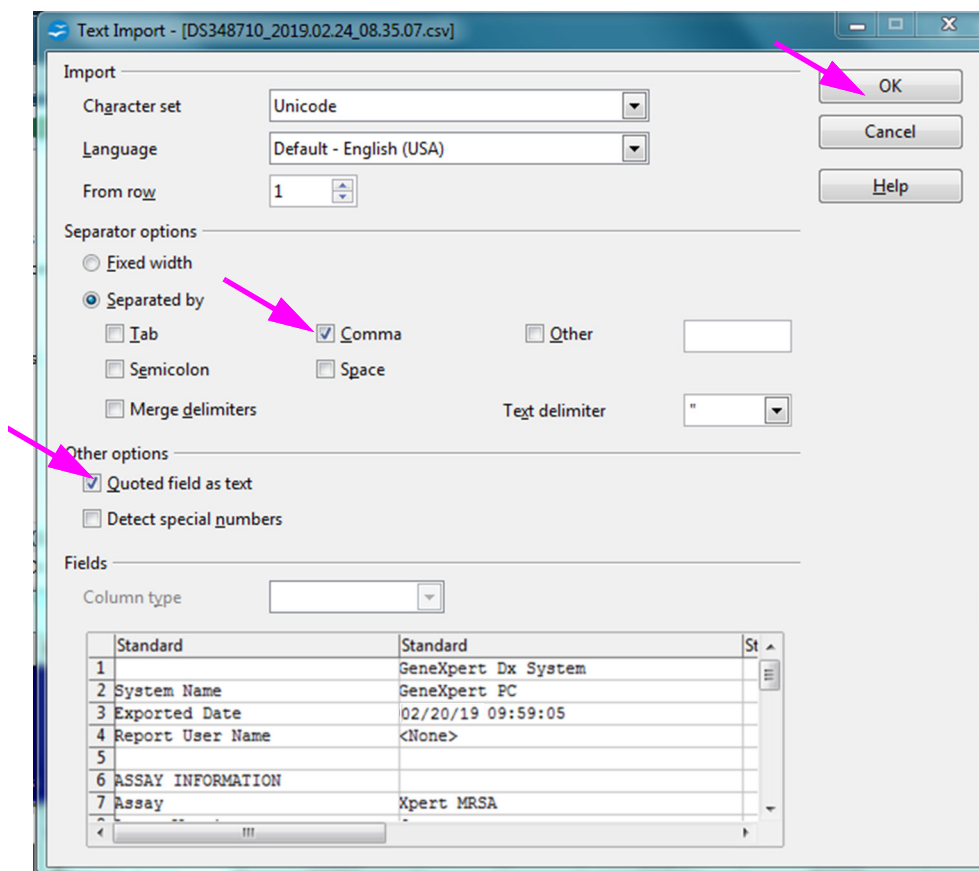 Text Import - [DS348710_2019.02.24_08.35.07.csv]
Import
OK
Character set Unicode
Cancel
Language Default - English (USA)
Help
From row 1
Separator options
Fixed width
Separated by
Tab Comma Other
Semicolon Space
Merge delimiters Text delimiter "
Other options
Quoted field as text
Detect special numbers
Fields
Column type
Standard Standard St
1 GeneXpert Dx System
2 System Name GeneXpert PC
3 Exported Date 02/20/19 09:59:05
4 Report User Name <None>
5
6 ASSAY INFORMATION
7 Assay Xpert MRSA